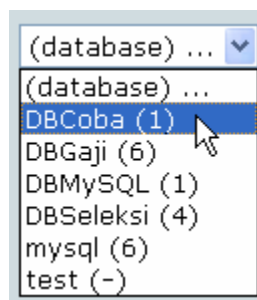 (database) ...
(database) ...
DBCoba (1)
DBGaji (6)
DBMySQL (1)
DBSeleksi (4)
mysql (6)
test (-)